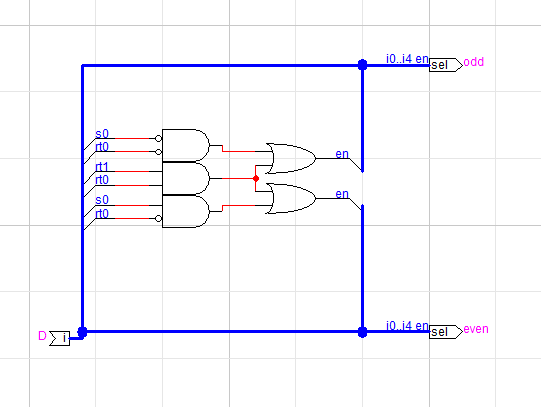 i0..i4 en sel odd
s0
rt0
en
rt1
rt0
en
s0
rt0
D i
i0..i4 en sel even